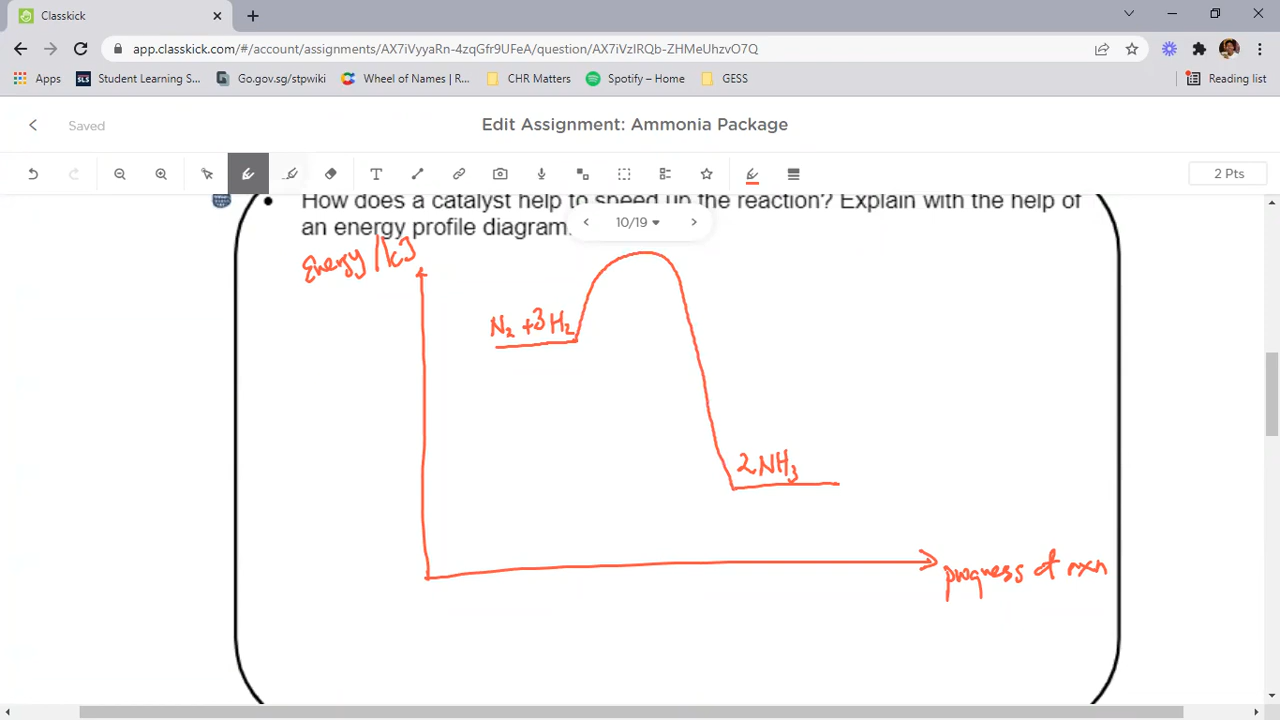 Classkick
app.classkick.com/#/account/assignments/AX7iVyyaRn-4zqGfr9UFeA/question/AX7iVzIRQb-ZHMeUhzvO7Q
Apps
Student Learning S...
Go.gov.sg/stpwiki
Wheel of Names | R...
CHR Matters
Spotify – Home
GESS
Reading list
Saved
Edit Assignment: Ammonia Package
2 Pts
How does a catalyst help to speed up the reaction? Explain with the help of
an energy profile diagram.
10/19
Energy /kJ
N₂ + 3H₂
2NH₃
progress of rxn